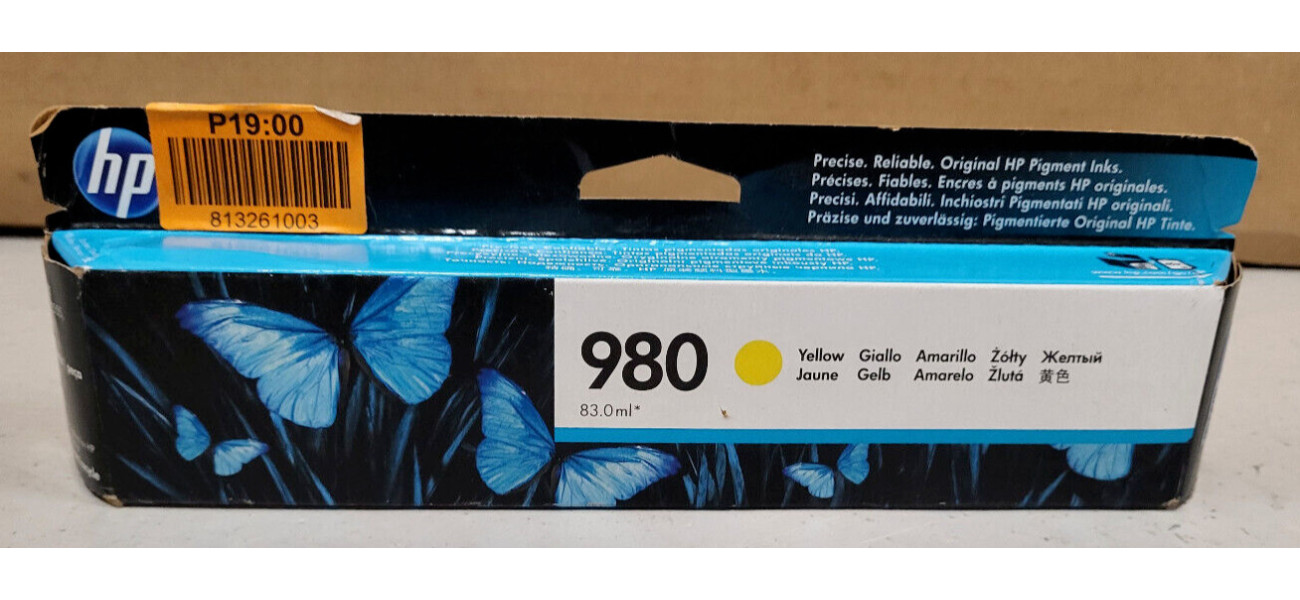 hp
P19:00
813261003
Precise. Reliable. Original HP Pigment Inks.
Précises. Fiables. Encres à pigments HP originales.
Precisi. Affidabili. Inchiostri Pigmentati HP originali.
Präzise und zuverlässig: Pigmentierte Original HP Tinte.
980
83.0ml*
Yellow Giallo Amarillo Żółty Желтый
Jaune Gelb Amarelo Žlutá 黄色